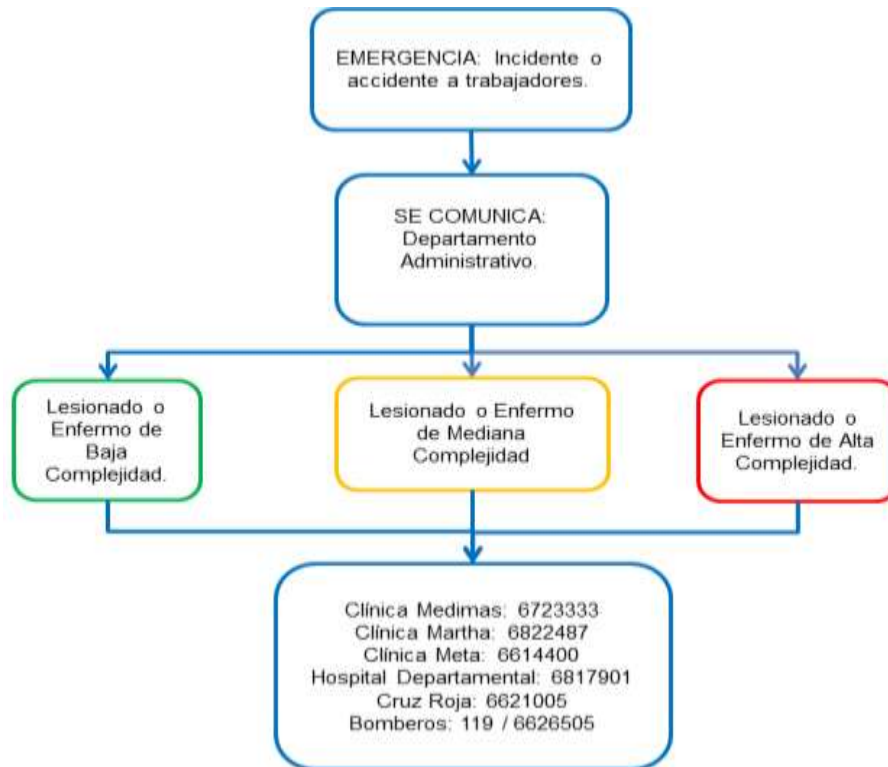 EMERGENCIA: Incidente o
accidente a trabajadores.
SE COMUNICA:
Departamento
Administrativo.
Lesionado o
Enfermo de
Baja
Complejidad.
Lesionado o Enfermo
de Mediana
Complejidad
Lesionado o
Enfermo de Alta
Complejidad.
Clínica Medimas: 6723333
Clínica Martha: 6822487
Clínica Meta: 6614400
Hospital Departamental: 6817901
Cruz Roja: 6621005
Bomberos: 119 / 6626505